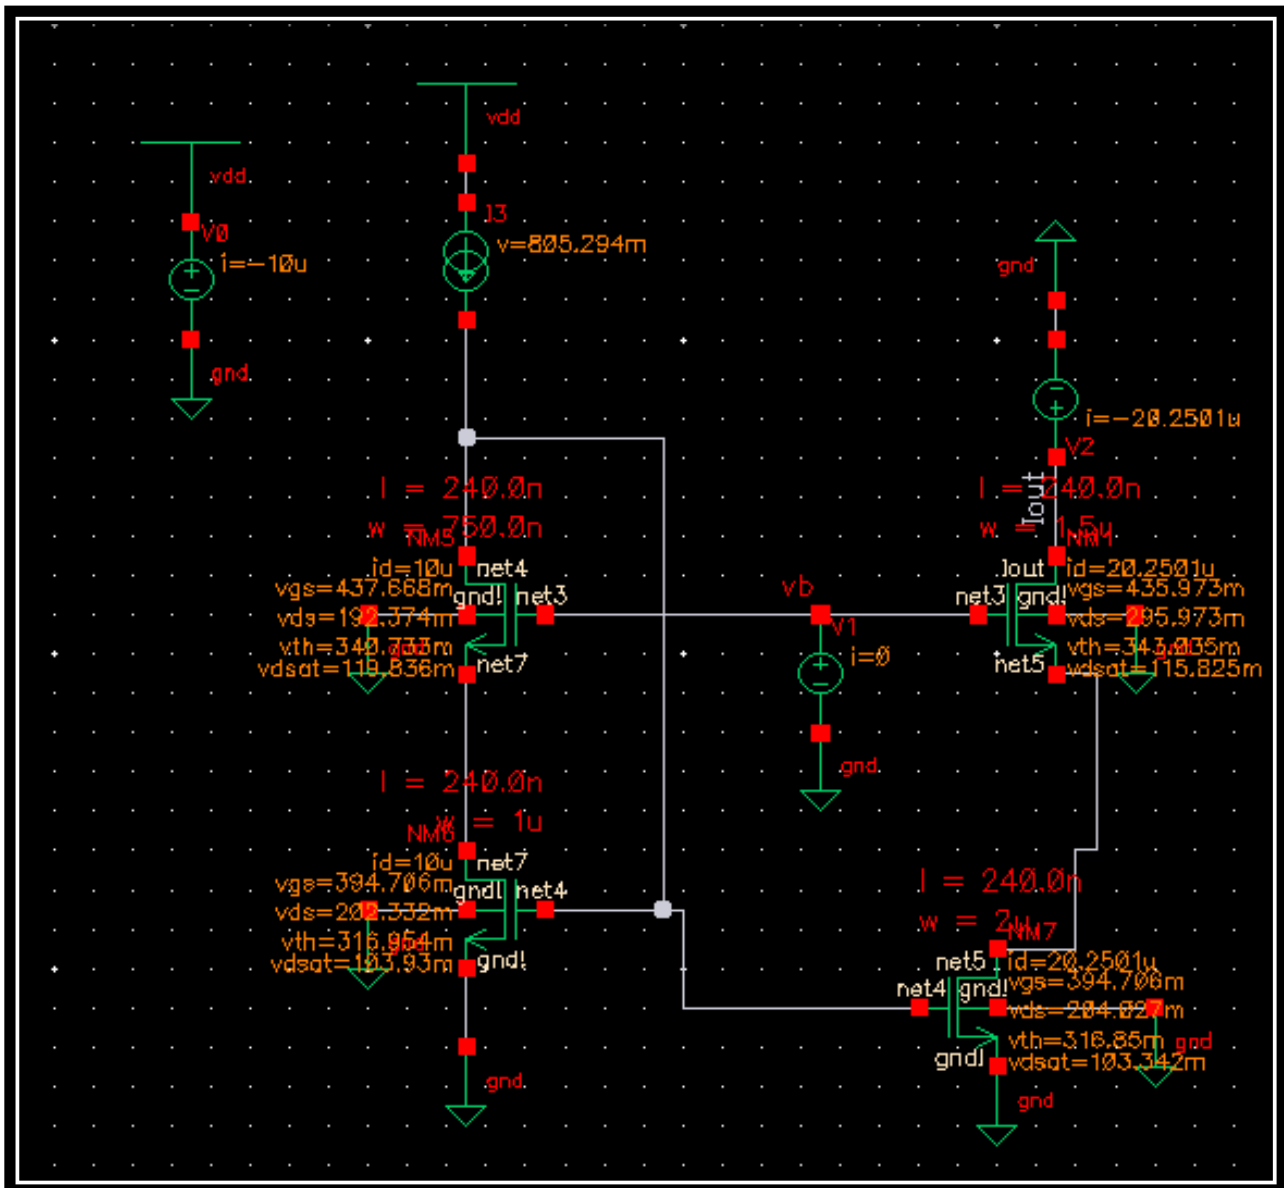 vdd
vdd
V0
i=-10u
gnd
I3
v=805.294m
gnd
i=-20.2501u
V2
Iout
l = 240.0n
w = 750.0n
NM5
id=10u
net4
vgs=437.668m
gnd!
net3
vds=192.374m
vth=340.733m
gnd
vdsat=110.836m
net7
vb
V1
i=0
gnd
l = 240.0n
w = 1.5u
NM4
Iout
id=20.2501u
vgs=435.973m
net3
gnd!
vds=295.973m
vth=343.035m
net5
vdsat=115.825m
l = 240.0n
w = 1u
NM6
id=10u
net7
vgs=394.706m
gnd!
net4
vds=202.332m
vth=316.954m
gnd
vdsat=103.93m
gnd!
gnd
l = 240.0n
w = 2u
NM7
net5
id=20.2501u
vgs=394.706m
net4
gnd!
vds=204.027m
vth=316.85m
gnd
gnd!
vdsat=103.342m
gnd